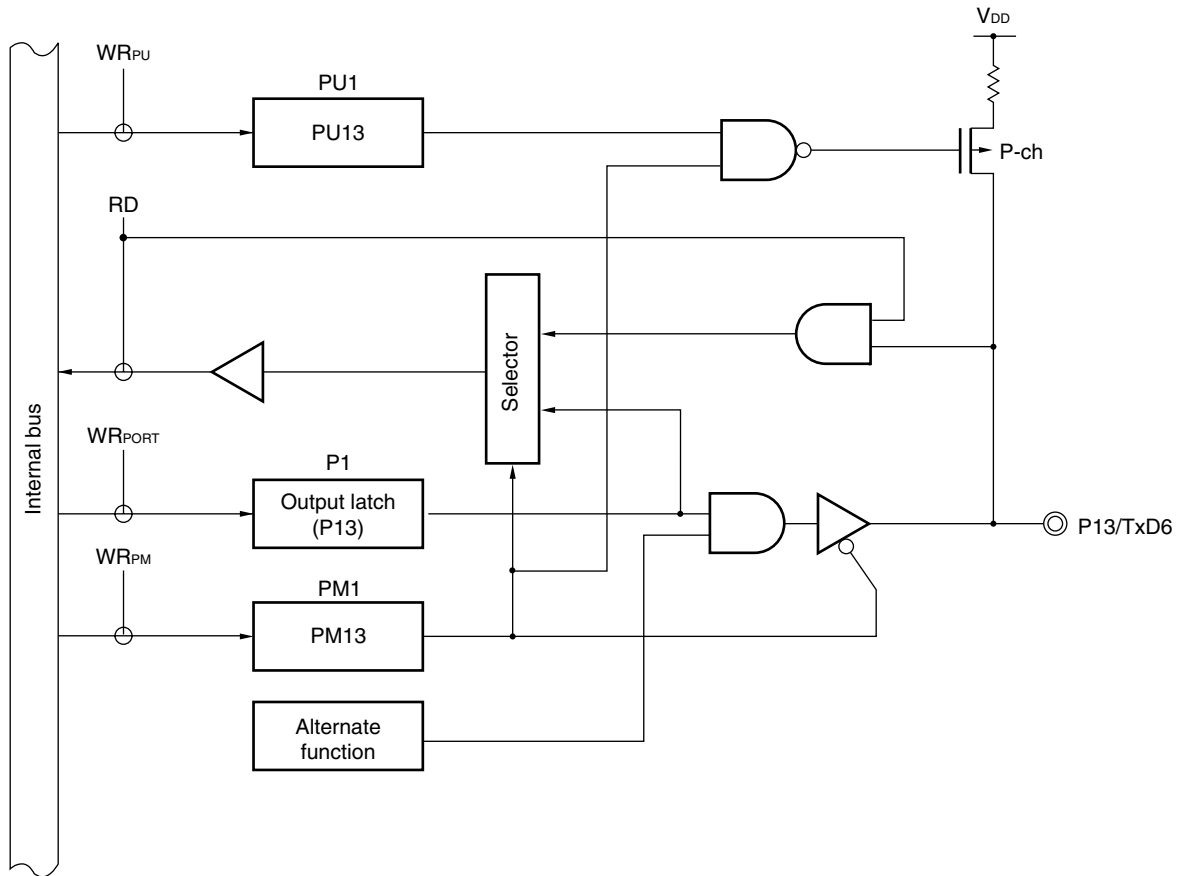 VDD
WRPU
PU1
PU13
P-ch
RD
Selector
Internal bus
WRPORT
P1
Output latch
(P13)
P13/TxD6
WRPM
PM1
PM13
Alternate
function